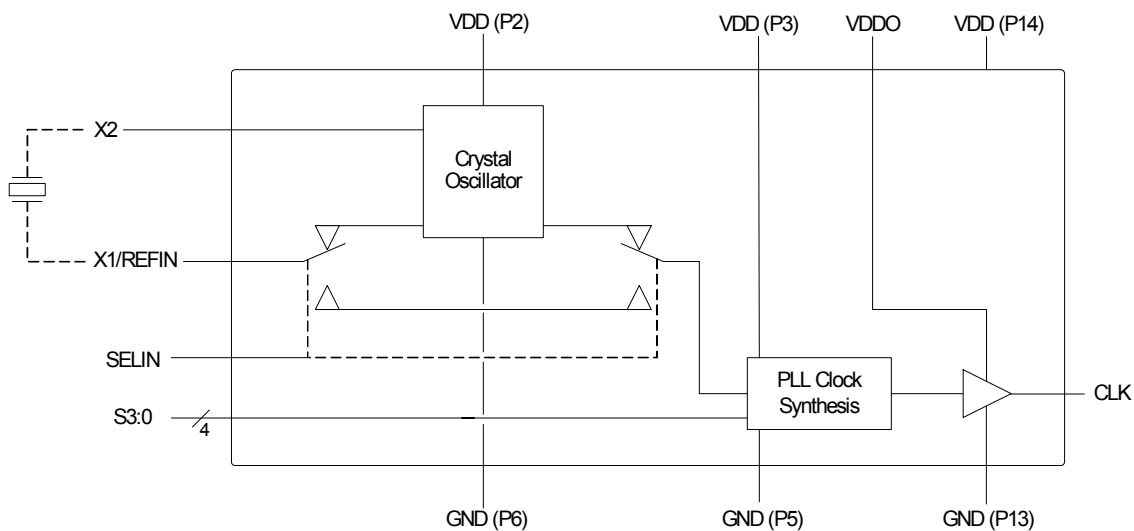 VDD (P2)
VDD (P3)
VDDO
VDD (P14)
X2
Crystal
Oscillator
X1/REFIN
SELIN
PLL Clock
Synthesis
CLK
S3:0
4
GND (P6)
GND (P5)
GND (P13)